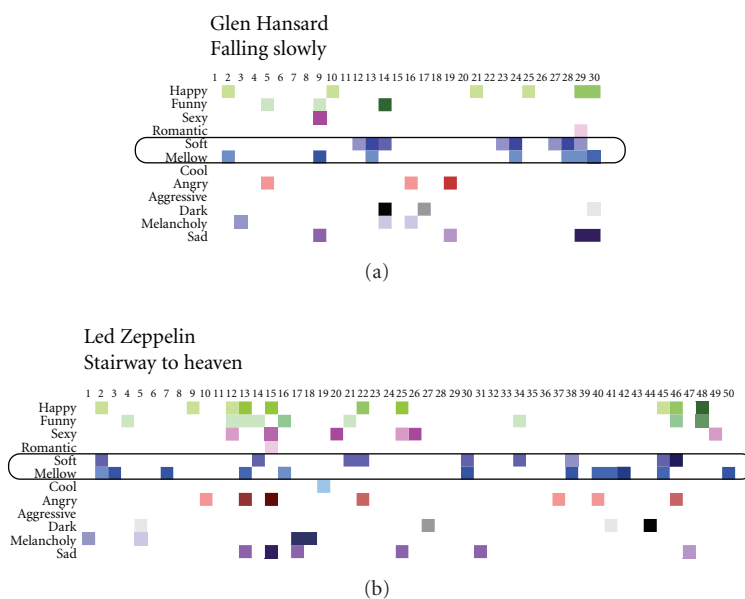 Glen Hansard
Falling slowly
1 2 3 4 5 6 7 8 9 10 11 12 13 14 15 16 17 18 19 20 21 22 23 24 25 26 27 28 29 30
Happy
Funny
Sexy
Romantic
Soft
Mellow
Cool
Angry
Aggressive
Dark
Melancholy
Sad
(a)
Led Zeppelin
Stairway to heaven
1 2 3 4 5 6 7 8 9 10 11 12 13 14 15 16 17 18 19 20 21 22 23 24 25 26 27 28 29 30 31 32 33 34 35 36 37 38 39 40 41 42 43 44 45 46 47 48 49 50
Happy
Funny
Sexy
Romantic
Soft
Mellow
Cool
Angry
Aggressive
Dark
Melancholy
Sad
(b)